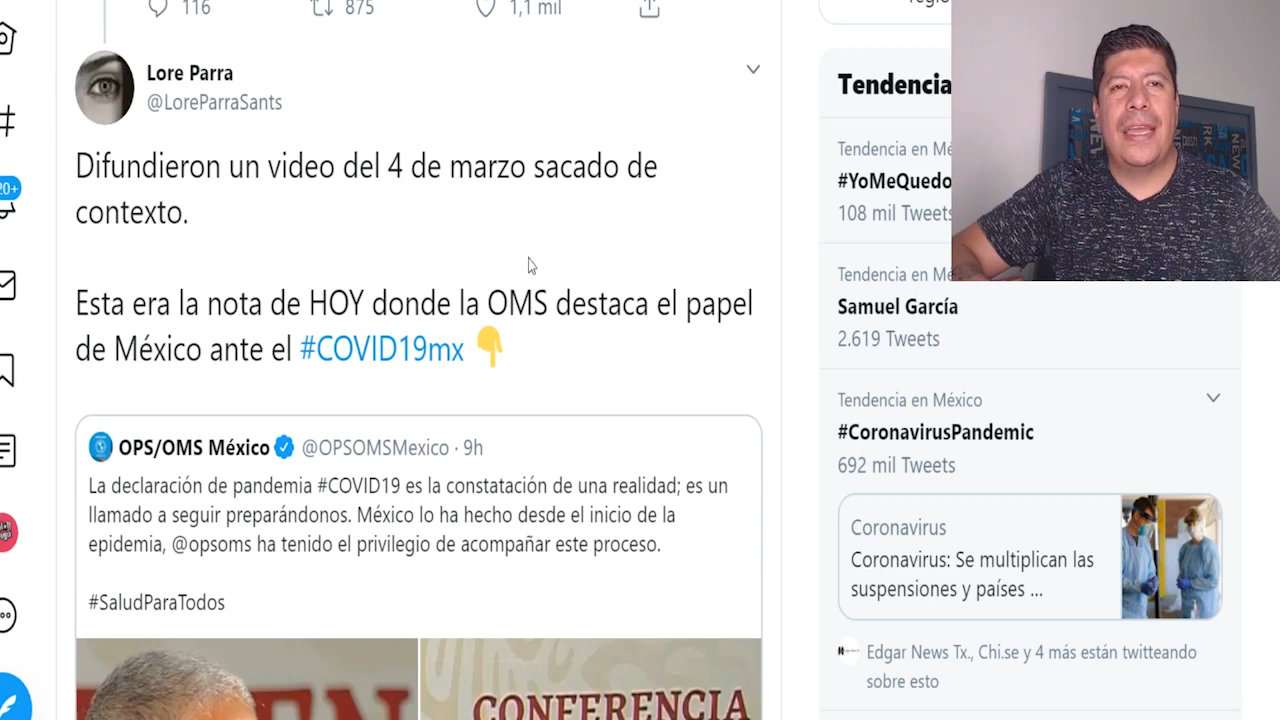 116 875 1,1 mil
Lore Parra
@LoreParraSants
Difundieron un video del 4 de marzo sacado de
contexto.
Esta era la nota de HOY donde la OMS destaca el papel
de México ante el #COVID19mx
OPS/OMS México @OPSOMSMexico · 9h
La declaración de pandemia #COVID19 es la constatación de una realidad; es un
llamado a seguir preparándonos. México lo ha hecho desde el inicio de la
epidemia, @opsoms ha tenido el privilegio de acompañar este proceso.
#SaludParaTodos
CONFERENCIA
20+
Tendencia
Tendencia en Mé
#YoMeQuedo
108 mil Tweets
Tendencia en Mé
Samuel García
2.619 Tweets
Tendencia en México
#CoronavirusPandemic
692 mil Tweets
Coronavirus
Coronavirus: Se multiplican las
suspensiones y países ...
Edgar News Tx., Chi.se y 4 más están twitteando
sobre esto